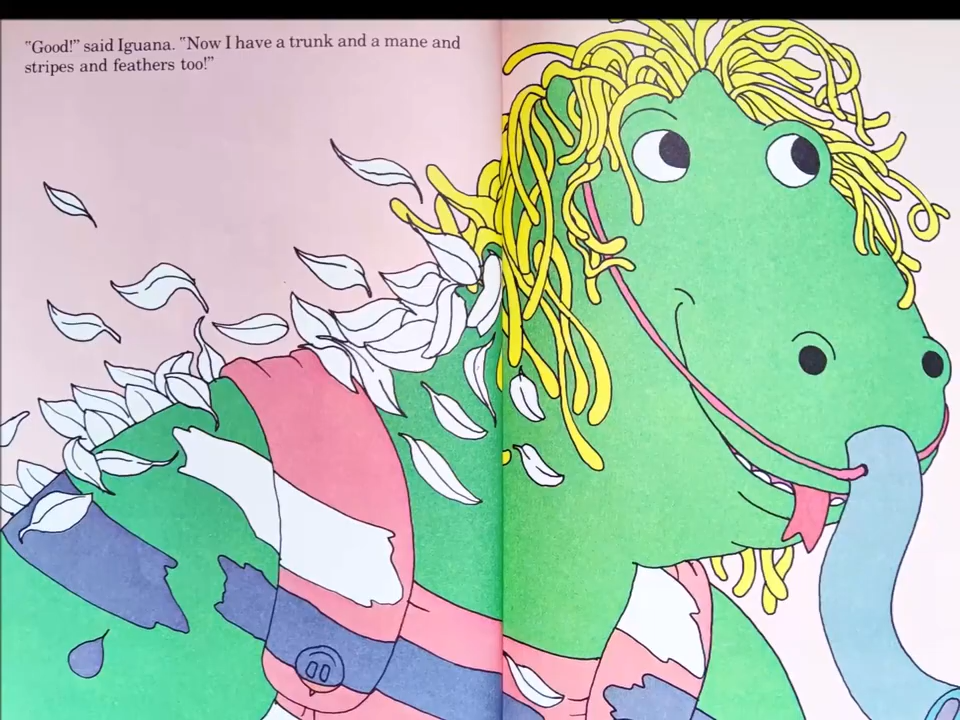 "Good!" said Iguana. "Now I have a trunk and a mane and
stripes and feathers too!"